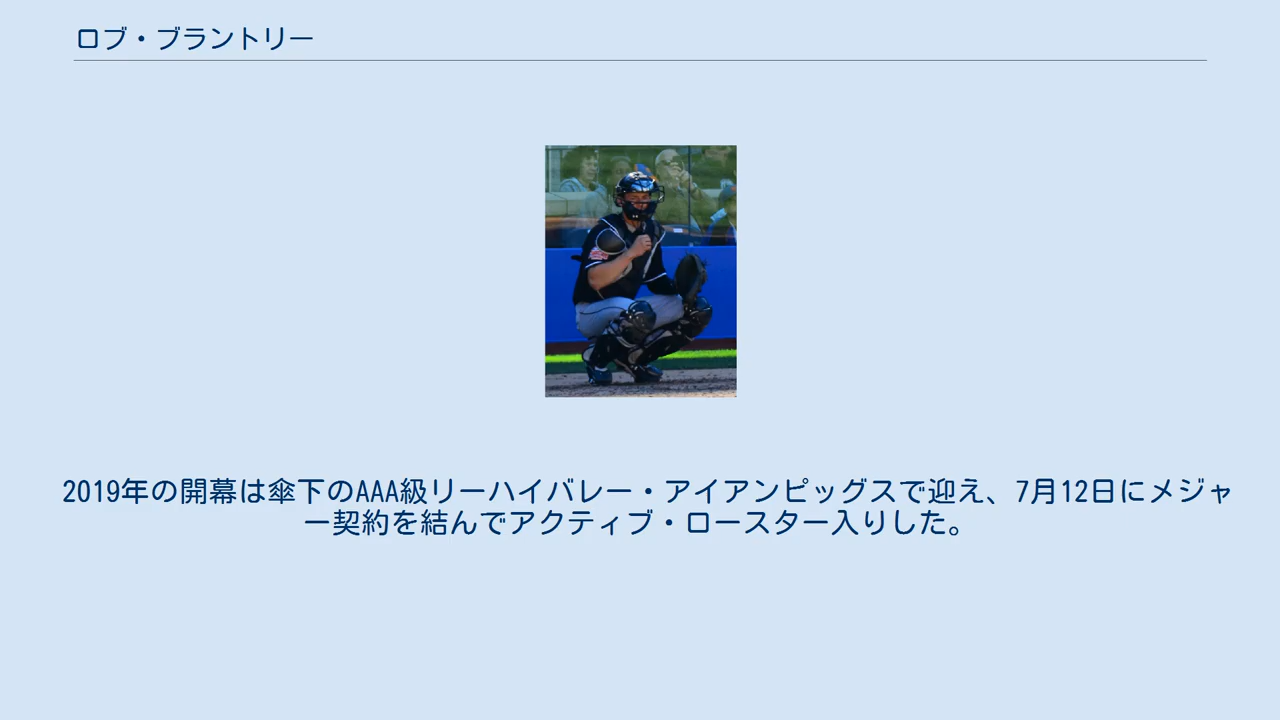 ロブ・ブラントリー
2019年の開幕は傘下のAAA級リーハイバレー・アイアンピッグスで迎え、7月12日にメジャ
ー契約を結んでアクティブ・ロースター入りした。